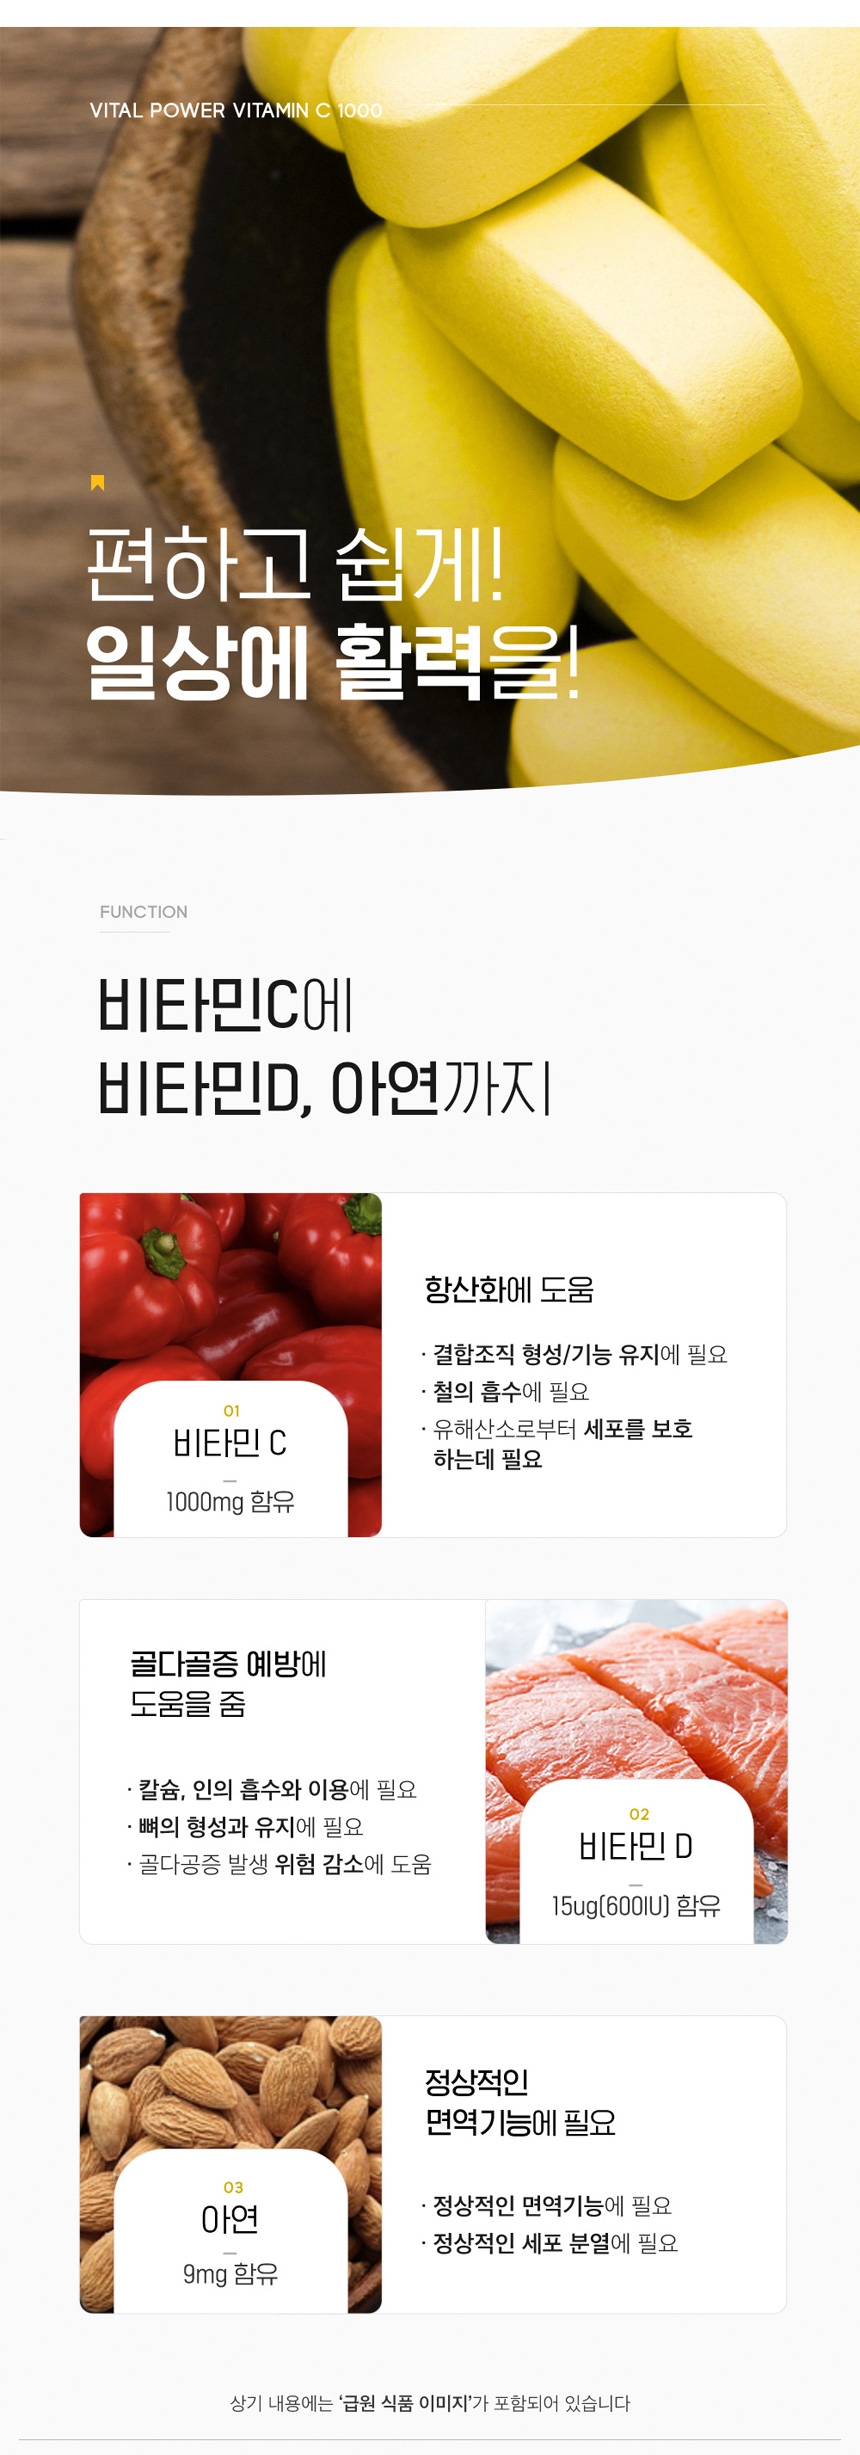 VITAL POWER VITAMIN C 1000
편하고 쉽게!
일상에 활력을!
FUNCTION
비타민C에
비타민D, 아연까지
01
비타민 C
1000mg 함유
항산화에 도움
· 결합조직 형성/기능 유지에 필요
· 철의 흡수에 필요
· 유해산소로부터 세포를 보호
하는데 필요
골다골증 예방에
도움을 줌
· 칼슘, 인의 흡수와 이용에 필요
· 뼈의 형성과 유지에 필요
· 골다공증 발생 위험 감소에 도움
02
비타민 D
15ug(600IU) 함유
03
아연
9mg 함유
정상적인
면역기능에 필요
· 정상적인 면역기능에 필요
· 정상적인 세포 분열에 필요
상기 내용에는 ‘급원 식품 이미지’가 포함되어 있습니다